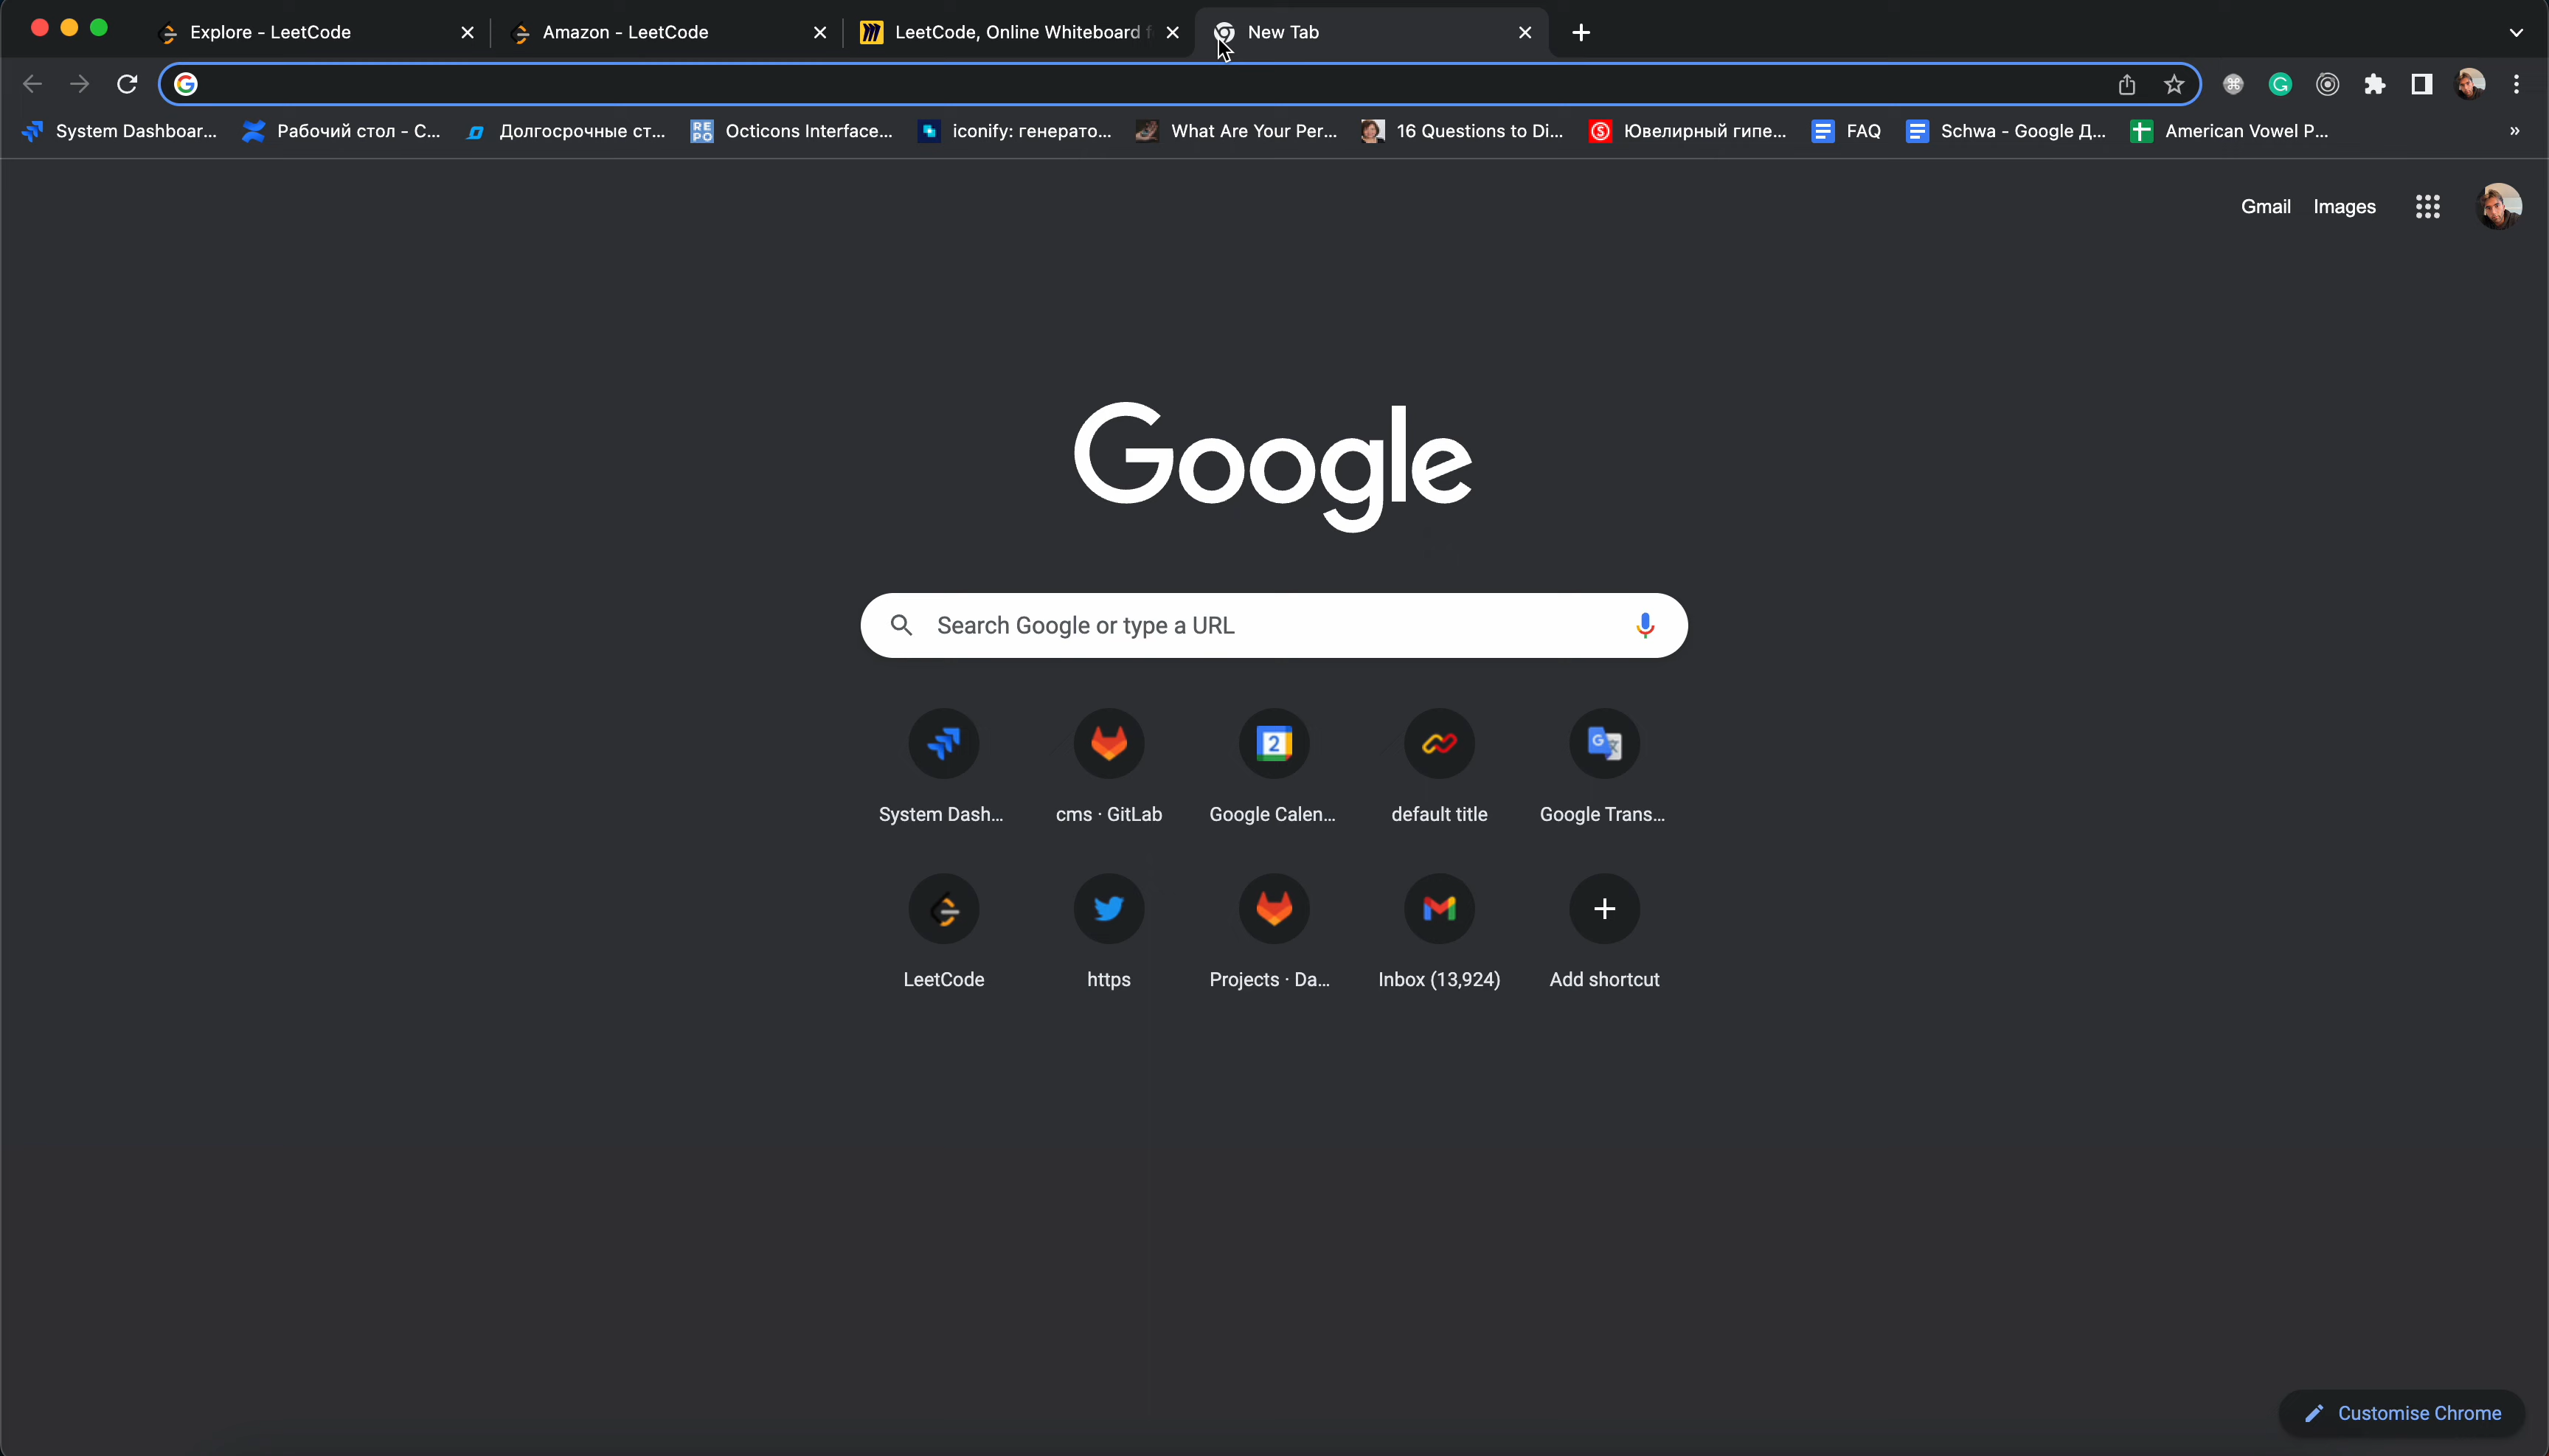 Explore - LeetCode
Amazon - LeetCode
LeetCode, Online Whiteboard f
New Tab
System Dashboar...
Рабочий стол - C...
Долгосрочные ст...
REPO
Octicons Interface...
iconify: генерато...
What Are Your Per...
16 Questions to Di...
Ювелирный гипе...
FAQ
Schwa - Google Д...
American Vowel P...
Gmail
Images
Google
Search Google or type a URL
2
System Dash...
cms · GitLab
Google Calen...
default title
Google Trans...
LeetCode
https
Projects · Da...
Inbox (13,924)
Add shortcut
Customise Chrome